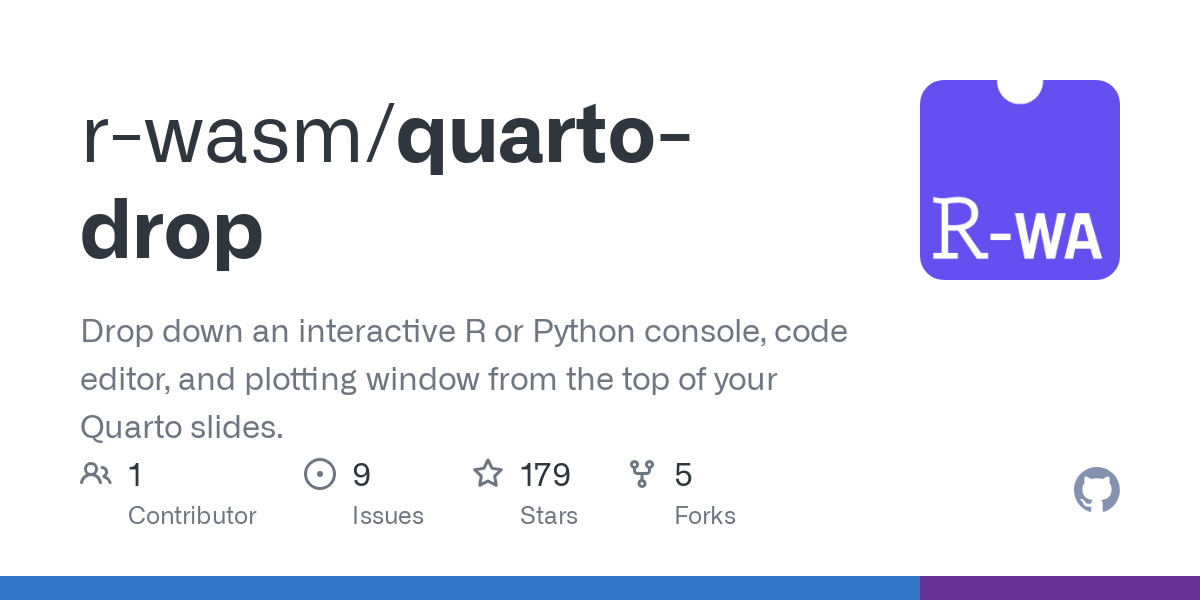 r-wasm/quarto-
drop
R-WA
Drop down an interactive R or Python console, code
editor, and plotting window from the top of your
Quarto slides.
1 9 179 5
Contributor Issues Stars Forks